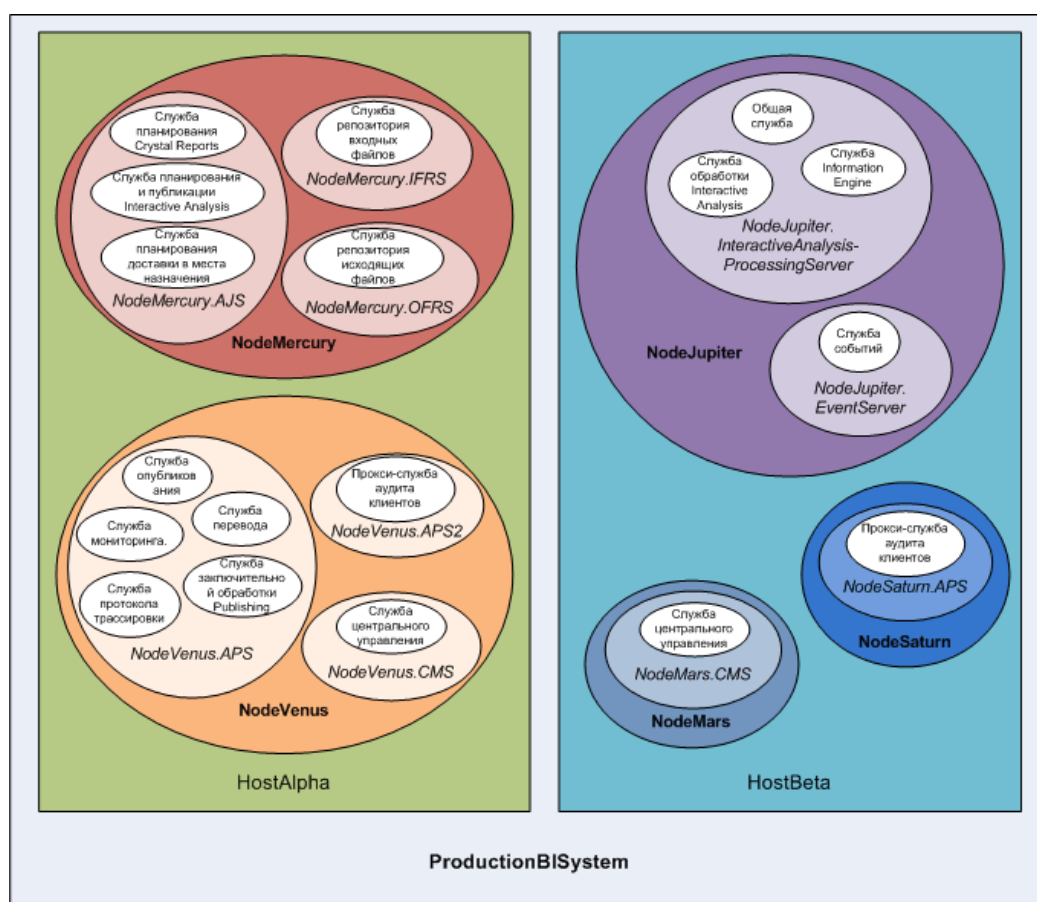 Служба
планирования
Crystal Reports
Служба планирования
и публикации
Interactive Analysis
Служба
планирования
доставки в места
назначения
NodeMercury.AJS
Служба
репозитория
входных
файлов
NodeMercury.IFRS
Служба
репозитория
исходящих
файлов
NodeMercury.OFRS
NodeMercury
Служба
опубликов
ания
Служба
перевода
Служба
мониторинга.
Служба
заключительно
й обработки
Publishing
Служба
протокола
трассировки
NodeVenus.APS
Прокси-служба
аудита
клиентов
NodeVenus.APS2
Служба
центрального
управления
NodeVenus.CMS
NodeVenus
HostAlpha
Общая
служба
Служба
обработки
Interactive
Analysis
Служба
Information
Engine
NodeJupiter.
InteractiveAnalysis-
ProcessingServer
NodeJupiter
Служба
событий
NodeJupiter.
EventServer
Прокси-служба
аудита
клиентов
NodeSaturn.APS
NodeSaturn
Служба
центрального
управления
NodeMars.CMS
NodeMars
HostBeta
ProductionBISystem